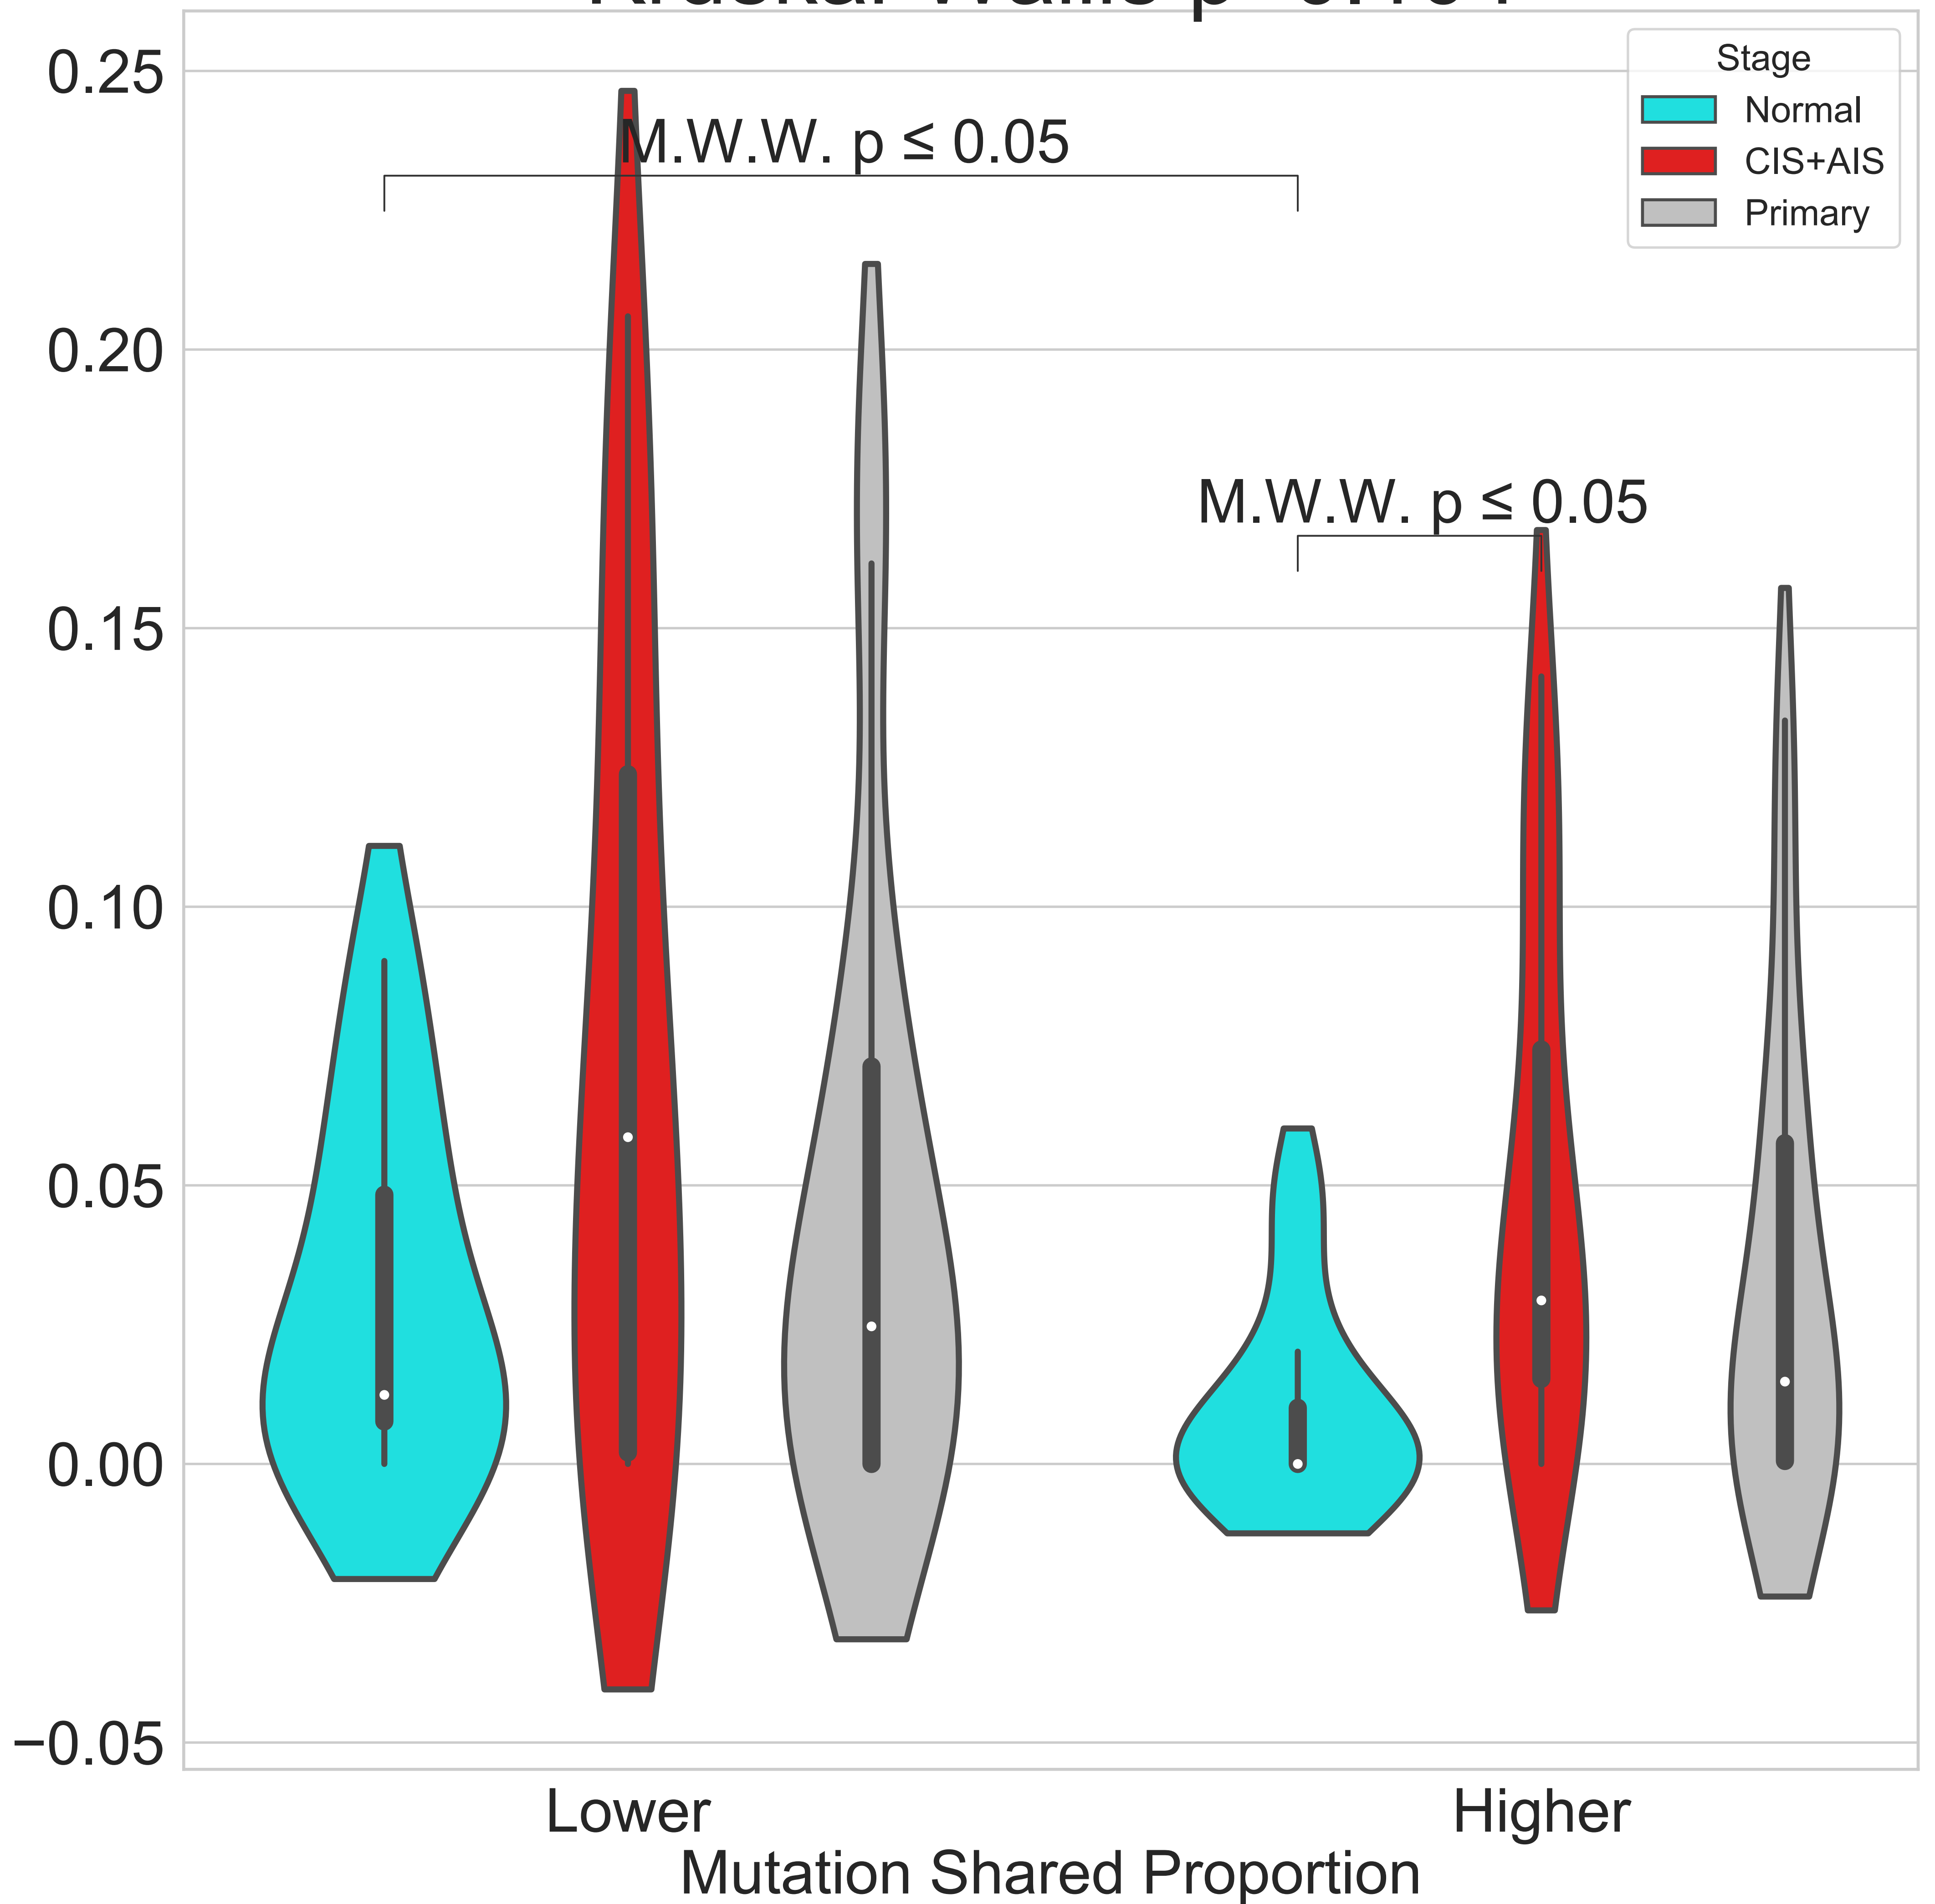 0.25
0.20
0.15
0.10
0.05
0.00
−0.05
M.W.W. p ≤ 0.05
M.W.W. p ≤ 0.05
Stage
Normal
CIS+AIS
Primary
Lower
Higher
Mutation Shared Proportion